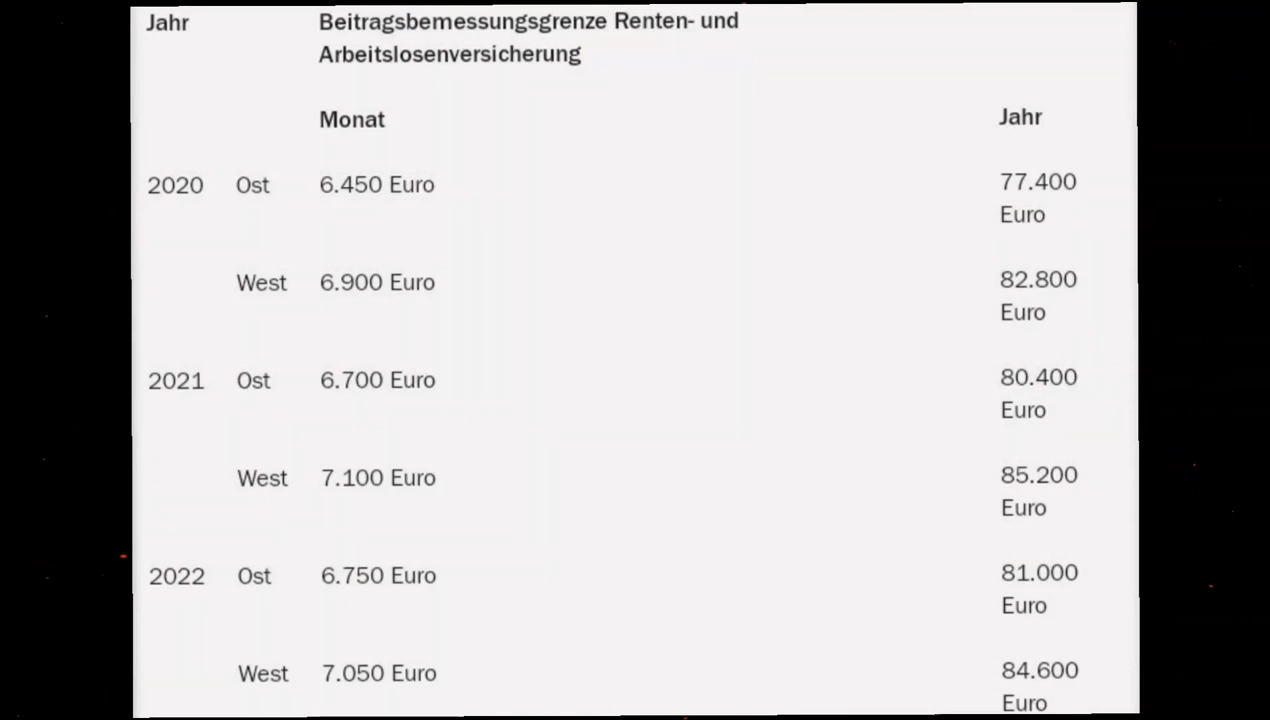 Jahr Beitragsbemessungsgrenze Renten- und
Arbeitslosenversicherung
Monat Jahr
2020 Ost 6.450 Euro 77.400
Euro
West 6.900 Euro 82.800
Euro
2021 Ost 6.700 Euro 80.400
Euro
West 7.100 Euro 85.200
Euro
2022 Ost 6.750 Euro 81.000
Euro
West 7.050 Euro 84.600
Euro